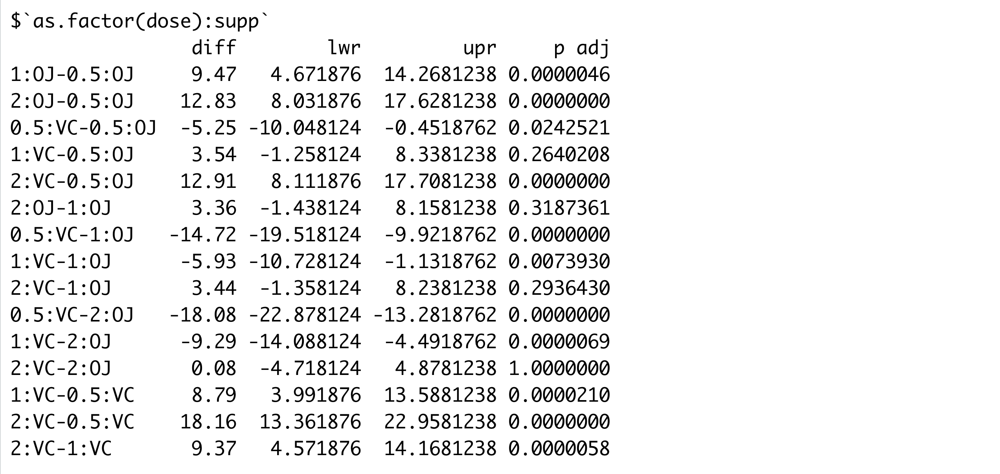 $`as.factor(dose):supp`
diff lwr upr p adj
1:OJ-0.5:OJ 9.47 4.671876 14.2681238 0.0000046
2:OJ-0.5:OJ 12.83 8.031876 17.6281238 0.0000000
0.5:VC-0.5:OJ -5.25 -10.048124 -0.4518762 0.0242521
1:VC-0.5:OJ 3.54 -1.258124 8.3381238 0.2640208
2:VC-0.5:OJ 12.91 8.111876 17.7081238 0.0000000
2:OJ-1:OJ 3.36 -1.438124 8.1581238 0.3187361
0.5:VC-1:OJ -14.72 -19.518124 -9.9218762 0.0000000
1:VC-1:OJ -5.93 -10.728124 -1.1318762 0.0073930
2:VC-1:OJ 3.44 -1.358124 8.2381238 0.2936430
0.5:VC-2:OJ -18.08 -22.878124 -13.2818762 0.0000000
1:VC-2:OJ -9.29 -14.088124 -4.4918762 0.0000069
2:VC-2:OJ 0.08 -4.718124 4.8781238 1.0000000
1:VC-0.5:VC 8.79 3.991876 13.5881238 0.0000210
2:VC-0.5:VC 18.16 13.361876 22.9581238 0.0000000
2:VC-1:VC 9.37 4.571876 14.1681238 0.0000058